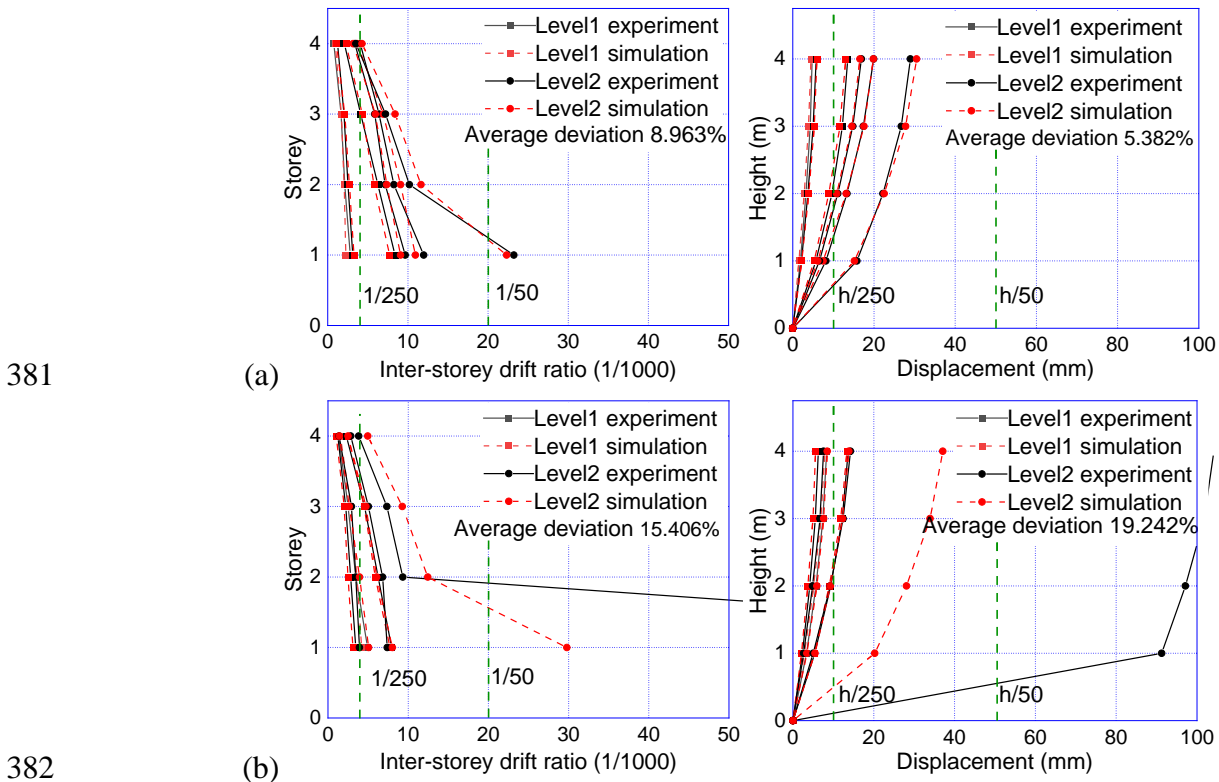 4
3
2
1
0
0
10
20
30
40
50
Storey
Inter-storey drift ratio (1/1000)
Level1 experiment
Level1 simulation
Level2 experiment
Level2 simulation
Average deviation 8.963%
1/250
1/50
4
3
2
1
0
0
20
40
60
80
100
Height (m)
Displacement (mm)
Level1 experiment
Level1 simulation
Level2 experiment
Level2 simulation
Average deviation 5.382%
h/250
h/50
381 (a)
4
3
2
1
0
0
10
20
30
40
50
Storey
Inter-storey drift ratio (1/1000)
Level1 experiment
Level1 simulation
Level2 experiment
Level2 simulation
Average deviation 15.406%
1/250
1/50
4
3
2
1
0
0
20
40
60
80
100
Height (m)
Displacement (mm)
Level1 experiment
Level1 simulation
Level2 experiment
Level2 simulation
Average deviation 19.242%
h/250
h/50
382 (b)